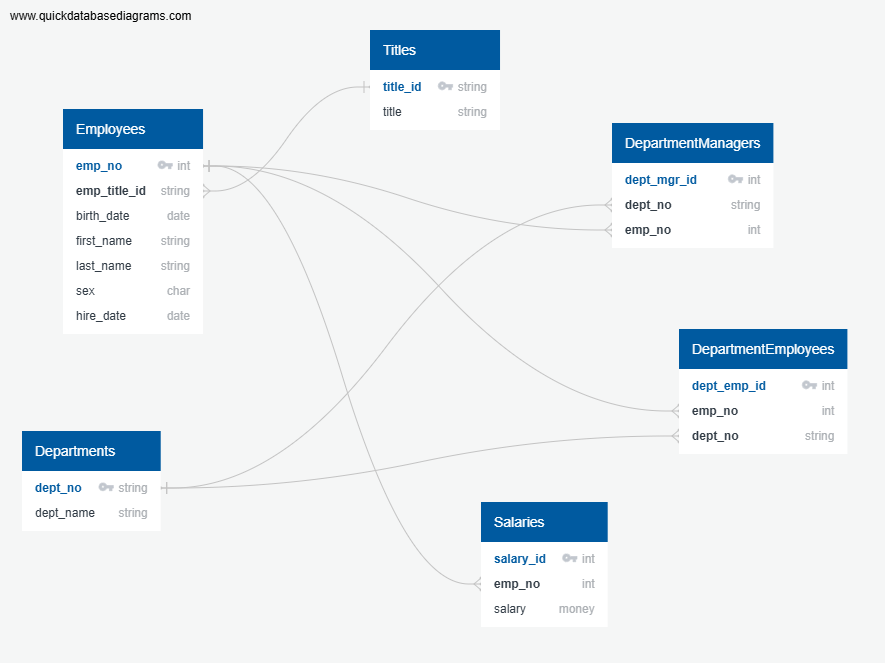 www.quickdatabasediagrams.com
Titles
title_id string
title string
Employees
emp_no int
emp_title_id string
birth_date date
first_name string
last_name string
sex char
hire_date date
DepartmentManagers
dept_mgr_id int
dept_no string
emp_no int
DepartmentEmployees
dept_emp_id int
emp_no int
dept_no string
Departments
dept_no string
dept_name string
Salaries
salary_id int
emp_no int
salary money